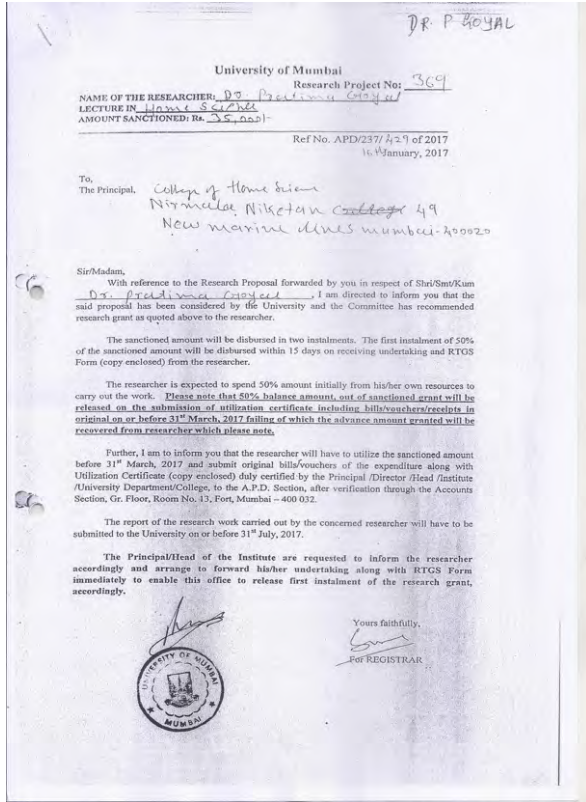 DR. P GOYAL
University of Mumbai
Research Project No: 369
NAME OF THE RESEARCHER: Dr. Pratima Goyal
LECTURE IN Home Science
AMOUNT SANCTIONED: Rs. 35,000/-
Ref No. APD/237/429 of 2017
16th January, 2017
To,
The Principal, College of Home Science
Nirmala Niketan 49
New marine lines mumbai-400020
Sir/Madam,
With reference to the Research Proposal forwarded by you in respect of Shri/Smt/Kum
Dr. Pratima Goyal, I am directed to inform you that the
said proposal has been considered by the University and the Committee has recommended
research grant as quoted above to the researcher.
The sanctioned amount will be disbursed in two instalments. The first instalment of 50%
of the sanctioned amount will be disbursed within 15 days on receiving undertaking and RTGS
Form (copy enclosed) from the researcher.
The researcher is expected to spend 50% amount initially from his/her own resources to
carry out the work. Please note that 50% balance amount, out of sanctioned grant will be
released on the submission of utilization certificate including bills/vouchers/receipts in
original on or before 31st March, 2017 failing of which the advance amount granted will be
recovered from researcher which please note.
Further, I am to inform you that the researcher will have to utilize the sanctioned amount
before 31st March, 2017 and submit original bills/vouchers of the expenditure along with
Utilization Certificate (copy enclosed) duly certified by the Principal /Director /Head /Institute
/University Department/College, to the A.P.D. Section, after verification through the Accounts
Section, Gr. Floor, Room No. 43, Fort, Mumbai – 400 032.
The report of the research work carried out by the concerned researcher will have to be
submitted to the University on or before 31st July, 2017.
The Principal/Head of the Institute are requested to inform the researcher
accordingly and arrange to forward his/her undertaking along with RTGS Form
immediately to enable this office to release first instalment of the research grant,
accordingly.
Yours faithfully,
For REGISTRAR
UNIVERSITY OF MUMBAI
MUMBAI